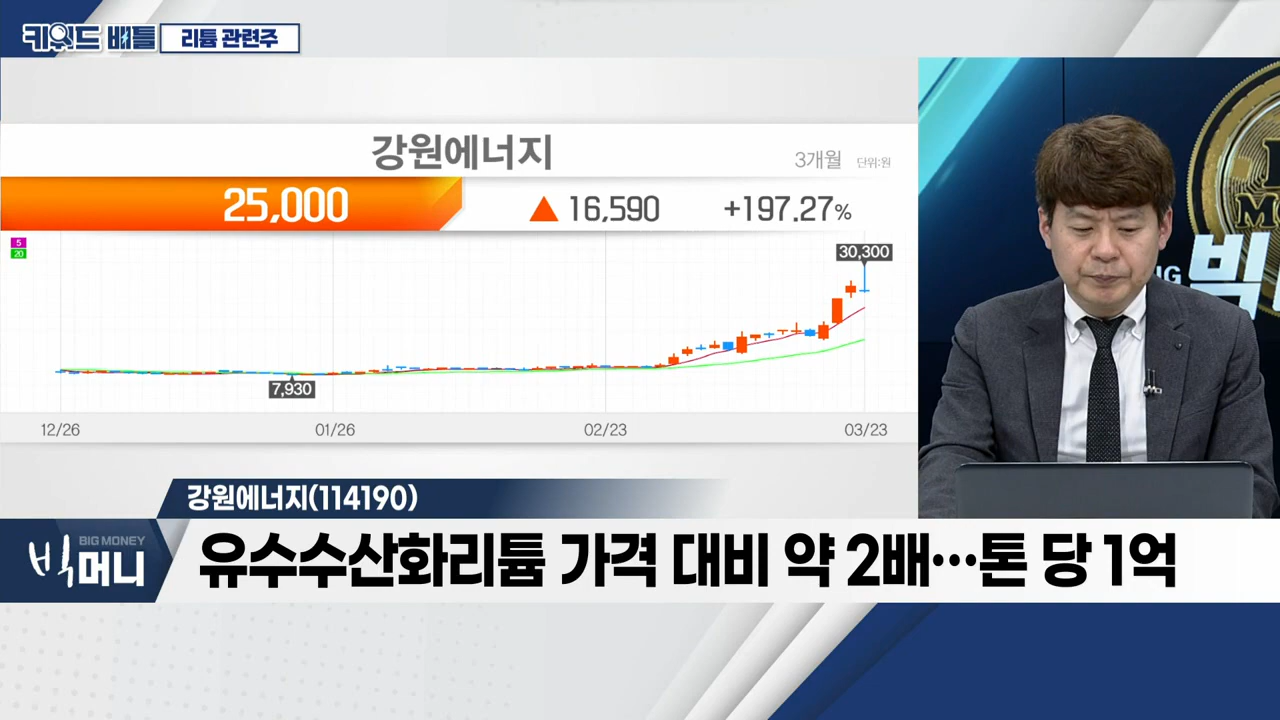 키워드 배틀 리튬 관련주
강원에너지
3개월 단위:원
25,000 ▲ 16,590 +197.27%
5
20
30,300
7,930
12/26 01/26 02/23 03/23
빅
강원에너지(114190)
BIG MONEY
빅머니
유수수산화리튬 가격 대비 약 2배…톤 당 1억